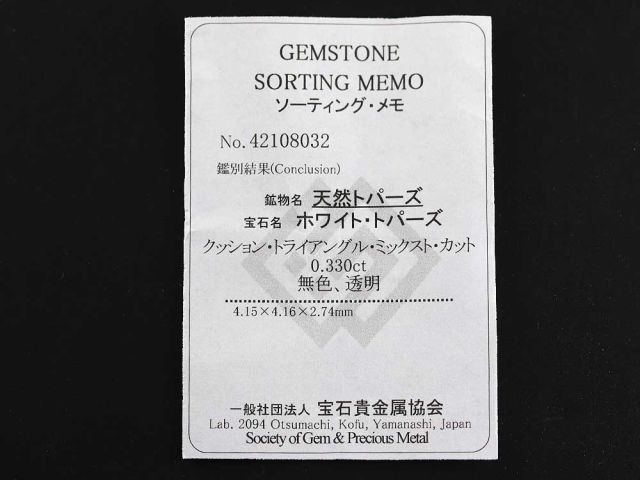 GEMSTONE
SORTING MEMO
ソーティング・メモ
No. 42108032
鑑別結果(Conclusion)
鉱物名 天然トパーズ
宝石名 ホワイト・トパーズ
クッション・トライアングル・ミックスト・カット
0.330ct
無色、透明
4.15×4.16×2.74mm
一般社団法人 宝石貴金属協会
Lab. 2094 Otsumachi, Kofu, Yamanashi, Japan
Society of Gem & Precious Metal